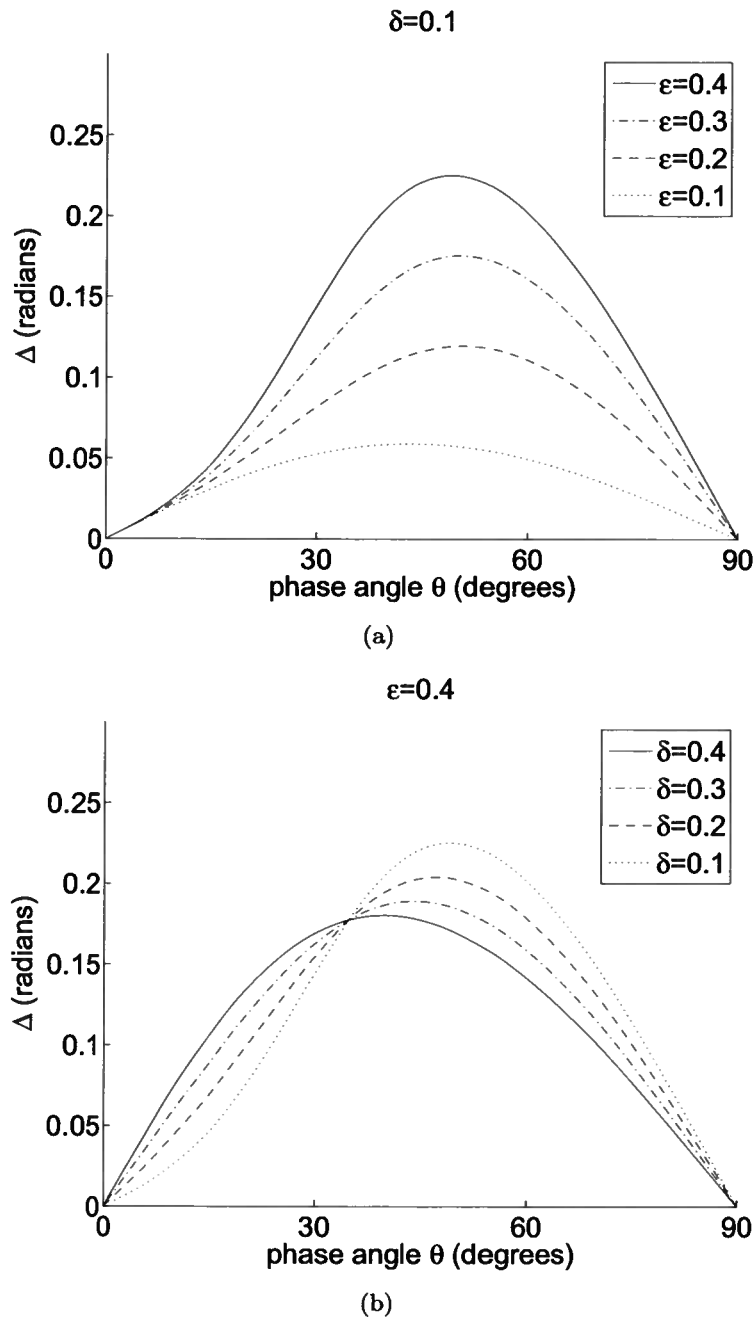 δ=0.1
ε=0.4
ε=0.3
ε=0.2
ε=0.1
0.25
0.2
0.15
0.1
0.05
0
Δ (radians)
0 30 60 90
phase angle θ (degrees)
(a)
ε=0.4
δ=0.4
δ=0.3
δ=0.2
δ=0.1
0.25
0.2
0.15
0.1
0.05
0
Δ (radians)
0 30 60 90
phase angle θ (degrees)
(b)